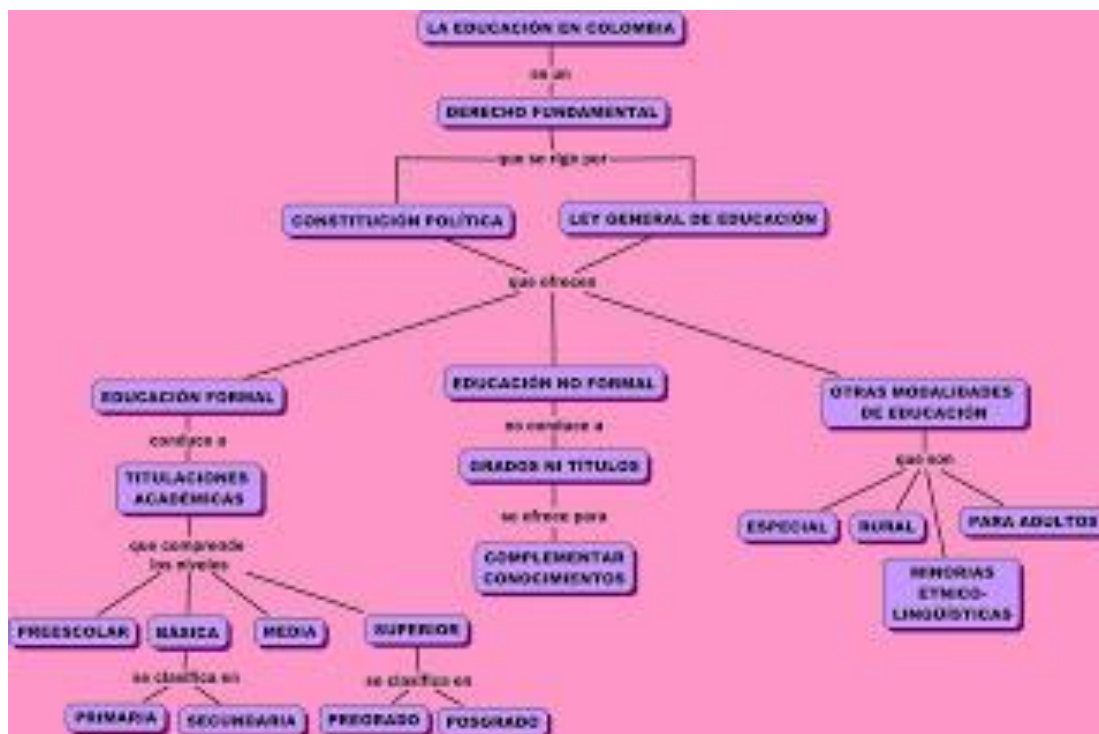 LA EDUCACIÓN EN COLOMBIA
es un
DERECHO FUNDAMENTAL
que se rige por
CONSTITUCIÓN POLÍTICA
LEY GENERAL DE EDUCACIÓN
que ofrecen
EDUCACIÓN FORMAL
EDUCACIÓN NO FORMAL
OTRAS MODALIDADES
DE EDUCACIÓN
conduce a
no conduce a
que son
TITULACIONES
ACADÉMICAS
GRADOS NI TÍTULOS
ESPECIAL
RURAL
PARA ADULTOS
que comprende
los niveles
se ofrece para
COMPLEMENTAR
CONOCIMIENTOS
MINORIAS
ETNICO-
LINGÜÍSTICAS
PREESCOLAR
BÁSICA
MEDIA
SUPERIOR
se clasifica en
se clasifica en
PRIMARIA
SECUNDARIA
PREGRADO
POSGRADO